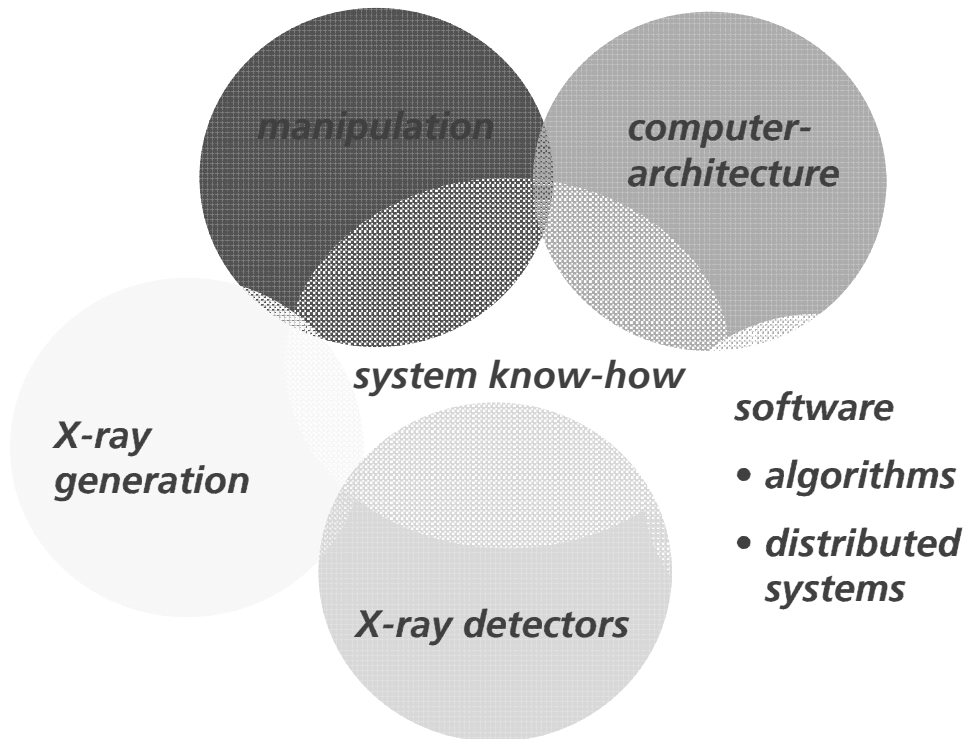 manipulation
computer-
architecture
system know-how
X-ray
generation
software
• algorithms
• distributed
systems
X-ray detectors